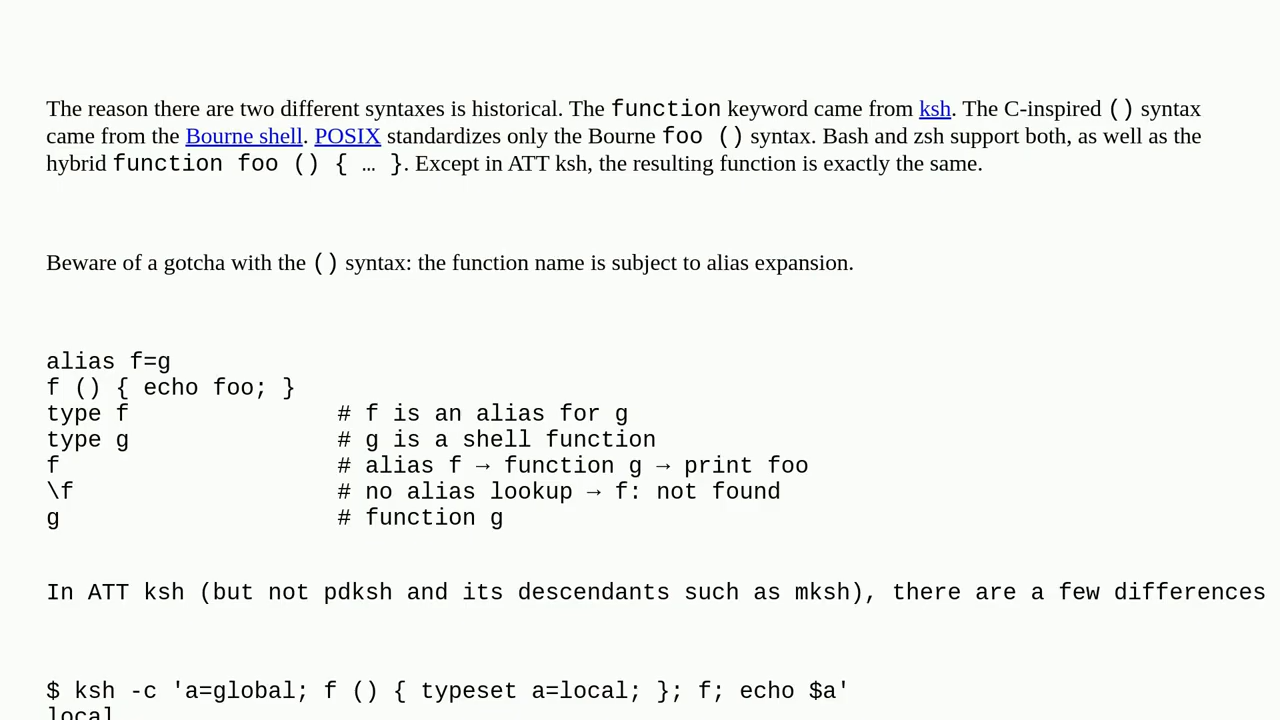 The reason there are two different syntaxes is historical. The function keyword came from ksh. The C-inspired () syntax
came from the Bourne shell. POSIX standardizes only the Bourne foo () syntax. Bash and zsh support both, as well as the
hybrid function foo () { … }. Except in ATT ksh, the resulting function is exactly the same.
Beware of a gotcha with the () syntax: the function name is subject to alias expansion.
alias f=g
f () { echo foo; }
type f               # f is an alias for g
type g               # g is a shell function
f                    # alias f → function g → print foo
\f                   # no alias lookup → f: not found
g                    # function g
In ATT ksh (but not pdksh and its descendants such as mksh), there are a few differences
$ ksh -c 'a=global; f () { typeset a=local; }; f; echo $a'
local